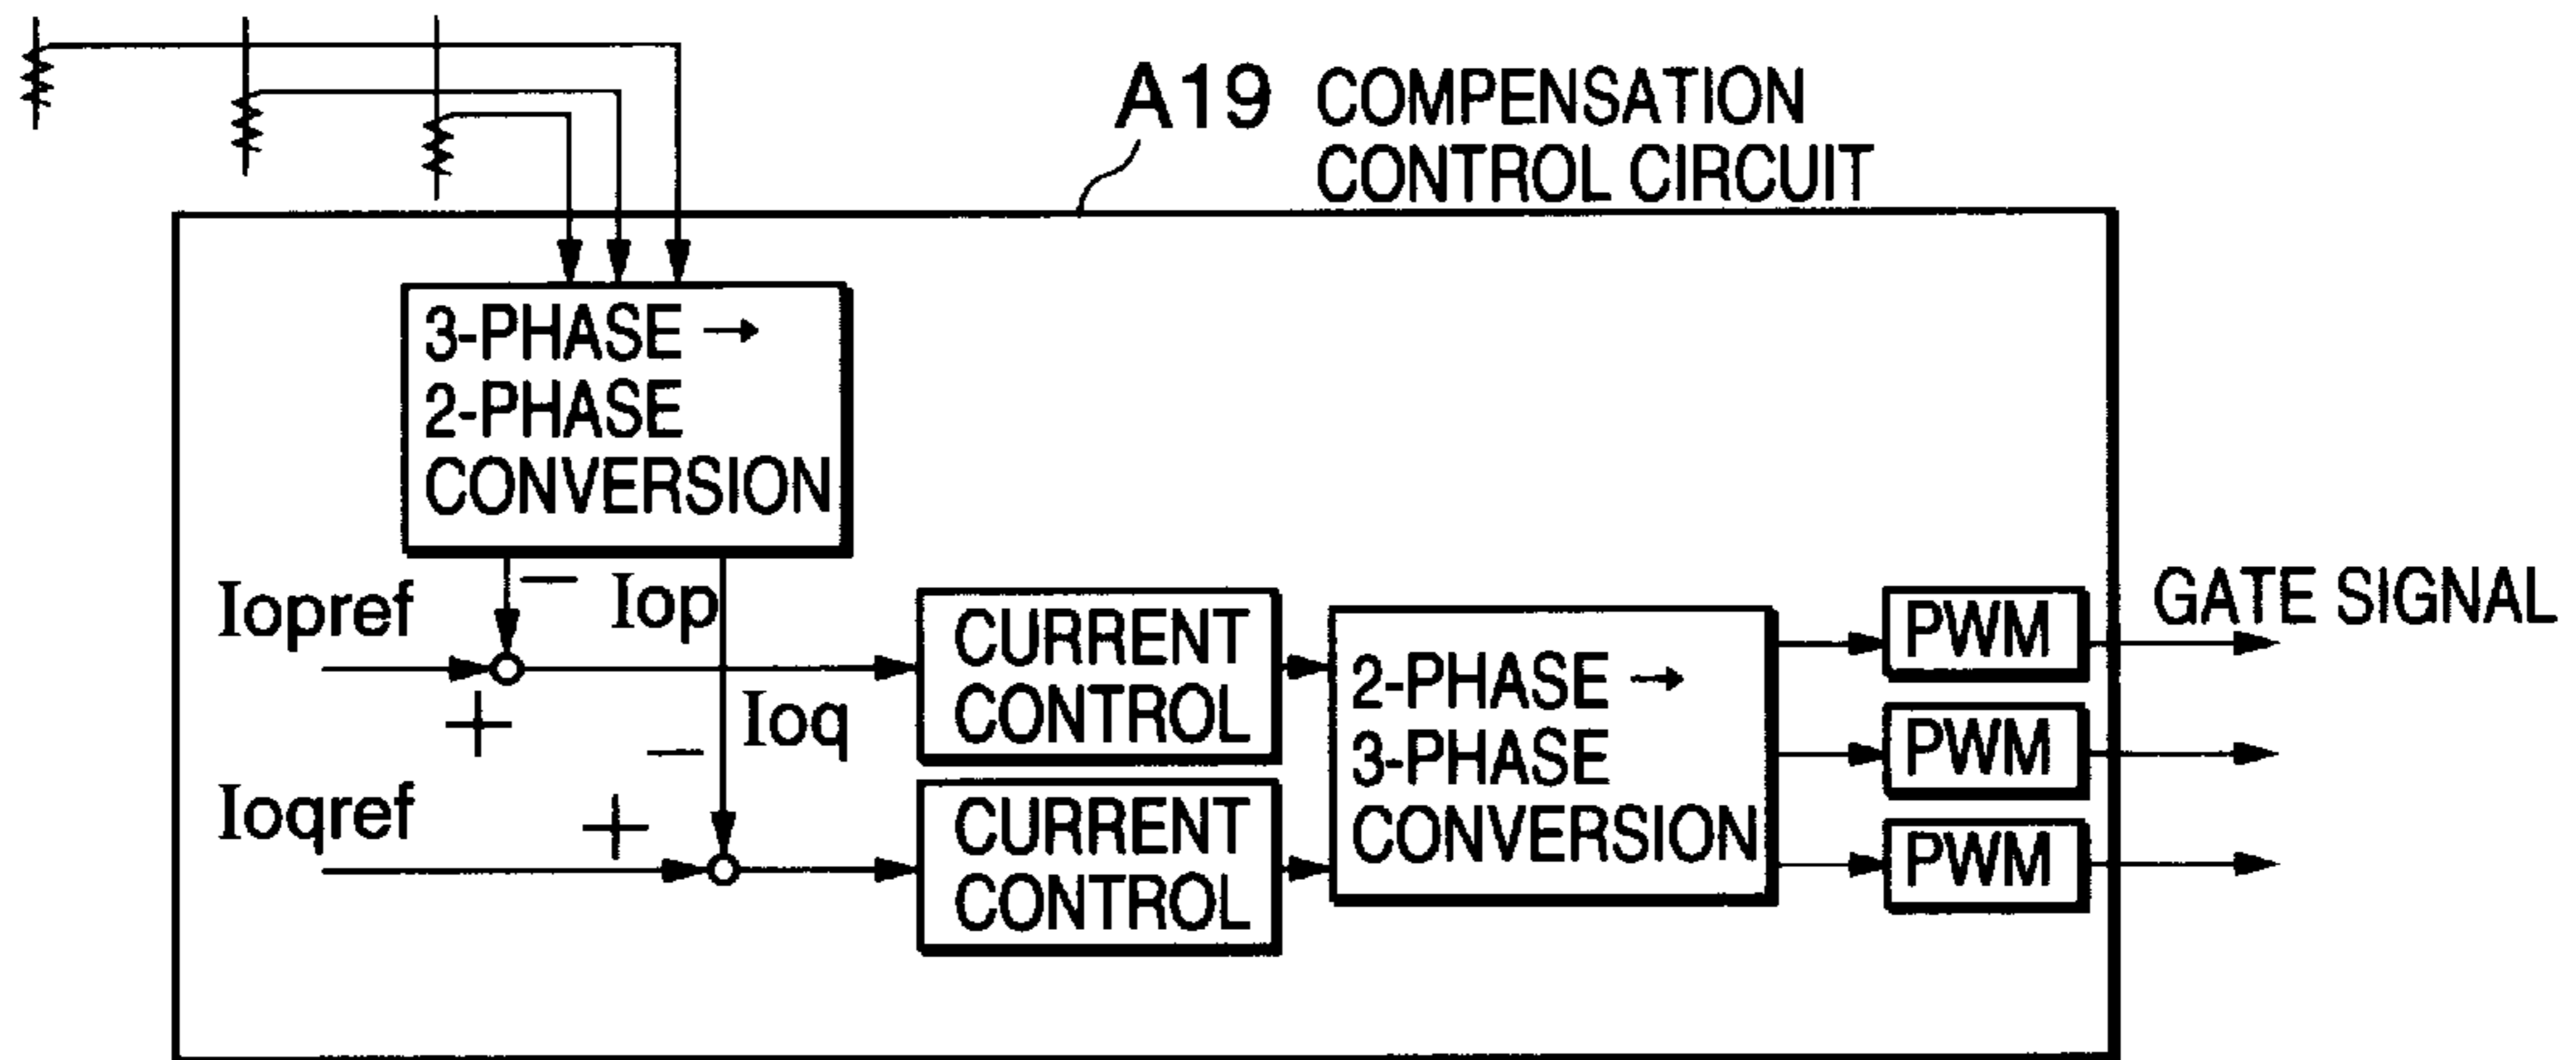 A19 COMPENSATION
CONTROL CIRCUIT
3-PHASE →
2-PHASE
CONVERSION
Iopref
− Iop
+
Ioq
−
Ioqref
+
CURRENT
CONTROL
CURRENT
CONTROL
2-PHASE →
3-PHASE
CONVERSION
PWM
PWM
PWM
GATE SIGNAL